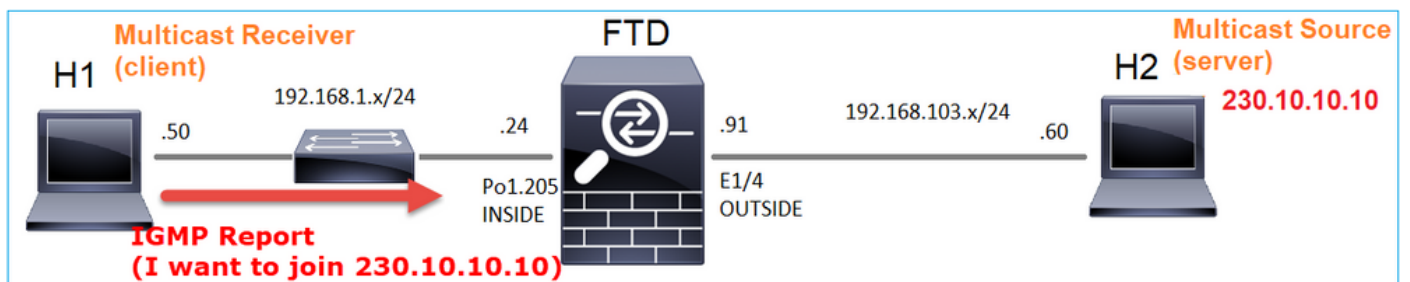 Multicast Receiver
(client)
H1
192.168.1.x/24
.50
.24
FTD
Po1.205
INSIDE
.91
E1/4
OUTSIDE
192.168.103.x/24
.60
Multicast Source
(server)
H2
230.10.10.10
IGMP Report
(I want to join 230.10.10.10)